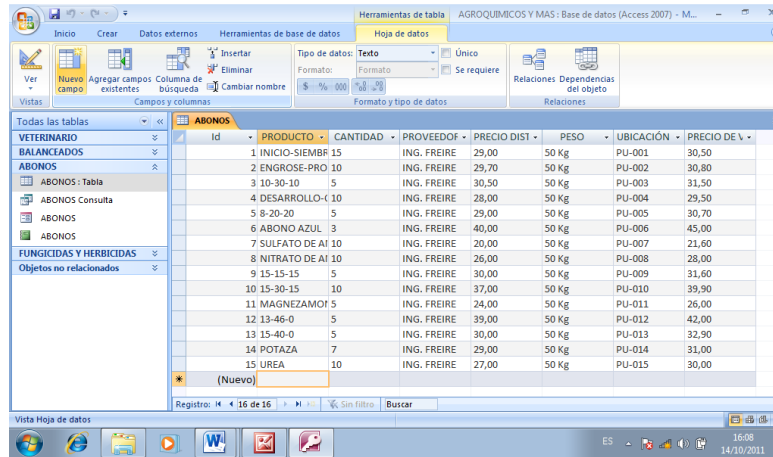 Herramientas de tabla AGROQUIMICOS Y MAS : Base de datos (Access 2007) - M...
Inicio Crear Datos externos Herramientas de base de datos Hoja de datos
Ver
Vistas
Nuevo campo
Agregar campos existentes
Columna de búsqueda
Insertar
Eliminar
Cambiar nombre
Campos y columnas
Tipo de datos: Texto
Formato: Formato
$ % 000
Único
Se requiere
Formato y tipo de datos
Relaciones
Dependencias del objeto
Relaciones
Todas las tablas
VETERINARIO
BALANCEADOS
ABONOS
ABONOS : Tabla
ABONOS Consulta
ABONOS
ABONOS
FUNGICIDAS Y HERBICIDAS
Objetos no relacionados
ABONOS
Id PRODUCTO CANTIDAD PROVEEDOF PRECIO DIST PESO UBICACIÓN PRECIO DE V
1 INICIO-SIEMBR 15 ING. FREIRE 29,00 50 Kg PU-001 30,50
2 ENGROSE-PRO 10 ING. FREIRE 29,70 50 Kg PU-002 30,80
3 10-30-10 5 ING. FREIRE 30,50 50 Kg PU-003 31,50
4 DESARROLLO-( 10 ING. FREIRE 28,00 50 Kg PU-004 29,50
5 8-20-20 5 ING. FREIRE 29,00 50 Kg PU-005 30,70
6 ABONO AZUL 3 ING. FREIRE 40,00 50 Kg PU-006 45,00
7 SULFATO DE AI 10 ING. FREIRE 20,00 50 Kg PU-007 21,60
8 NITRATO DE AI 10 ING. FREIRE 26,00 50 Kg PU-008 28,00
9 15-15-15 5 ING. FREIRE 30,00 50 Kg PU-009 31,60
10 15-30-15 10 ING. FREIRE 37,00 50 Kg PU-010 39,90
11 MAGNEZAMON 5 ING. FREIRE 24,00 50 Kg PU-011 26,00
12 13-46-0 5 ING. FREIRE 39,00 50 Kg PU-012 42,00
13 15-40-0 5 ING. FREIRE 30,00 50 Kg PU-013 32,90
14 POTAZA 7 ING. FREIRE 29,00 50 Kg PU-014 31,00
15 UREA 10 ING. FREIRE 27,00 50 Kg PU-015 30,00
(Nuevo)
Registro: 16 de 16 Sin filtro Buscar
Vista Hoja de datos
ES 16:08
14/10/2011